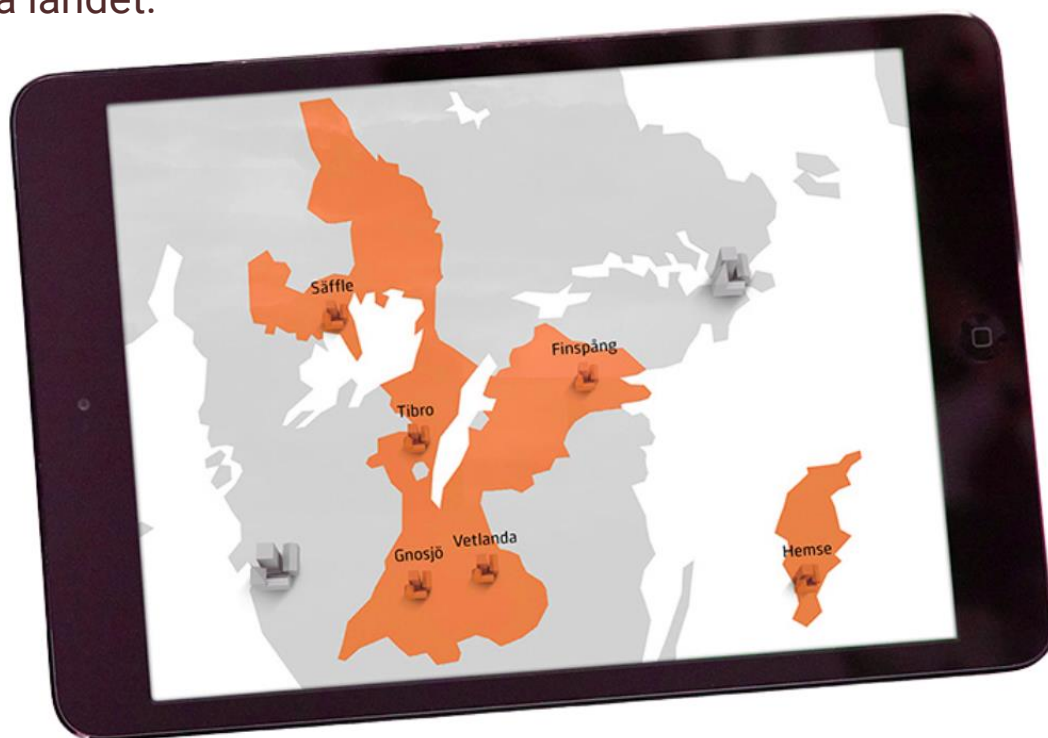 å landet.
Säffle
Finspång
Tibro
Gnosjö
Vetlanda
Hemse